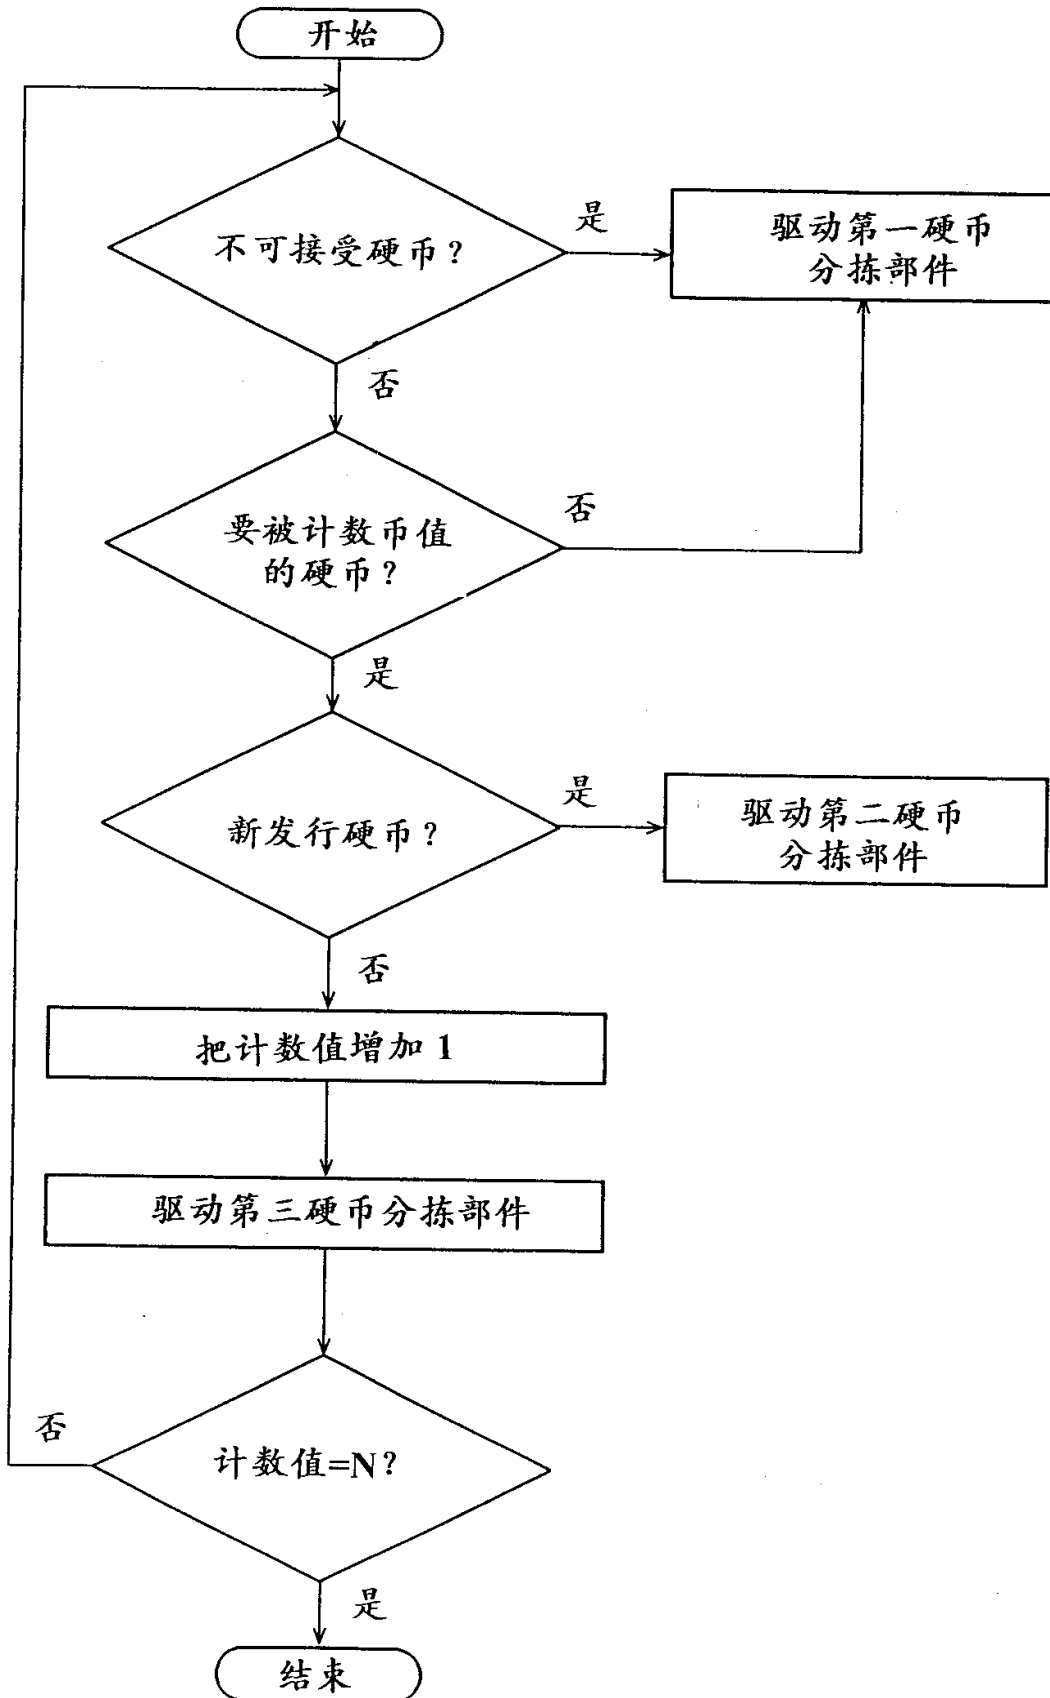 开始
不可接受硬币？
是
驱动第一硬币
分拣部件
否
要被计数币值
的硬币？
否
是
新发行硬币？
是
驱动第二硬币
分拣部件
否
把计数值增加 1
驱动第三硬币分拣部件
计数值=N？
否
是
结束